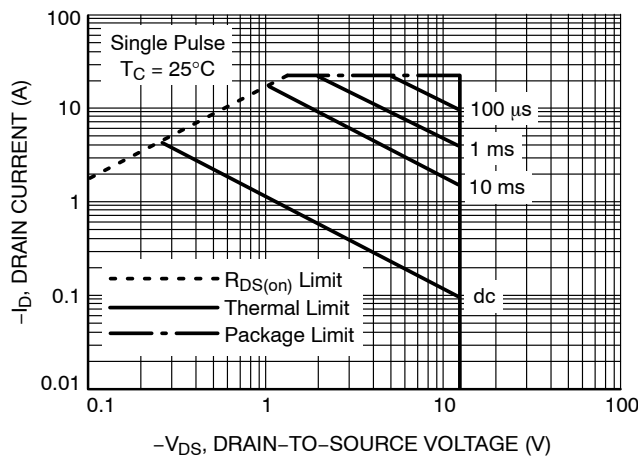 100
10
1
0.1
0.01
-I_D, DRAIN CURRENT (A)
Single Pulse
T_C = 25°C
100 μs
1 ms
10 ms
dc
R_DS(on) Limit
Thermal Limit
Package Limit
0.1 1 10 100
-V_DS, DRAIN-TO-SOURCE VOLTAGE (V)